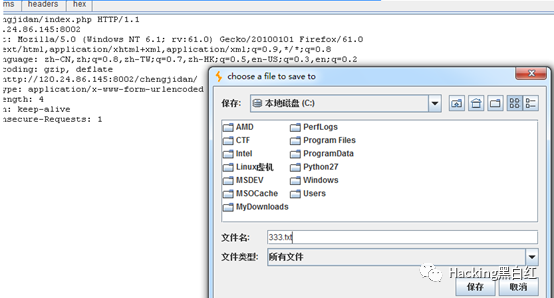 ms headers hex
engjidan/index.php HTTP/1.1
: Mozilla/5.0 (Windows NT 6.1; rv:61.0) Gecko/20100101 Firefox/61.0
ext/html,application/xhtml+xml,application/xml;q=0.9,*/*;q=0.8
nguage: zh-CN,zh;q=0.8,zh-TW;q=0.7,zh-HK;q=0.5,en-US;q=0.3,en;q=0.2
coding: gzip, deflate
http://120.24.86.145:8002/chengjidan/
ype: application/x-www-form-urlencoded
ength: 4
n: keep-alive
nsecure-Requests: 1
choose a file to save to
保存: 本地磁盘 (C:)
AMD PerfLogs
CTF Program Files
Intel ProgramData
Linux虚机 Python27
MSDEV Windows
MSOCache Users
MyDownloads
文件名: 333.txt
文件类型: 所有文件
保存 取消
Hacking黑白红